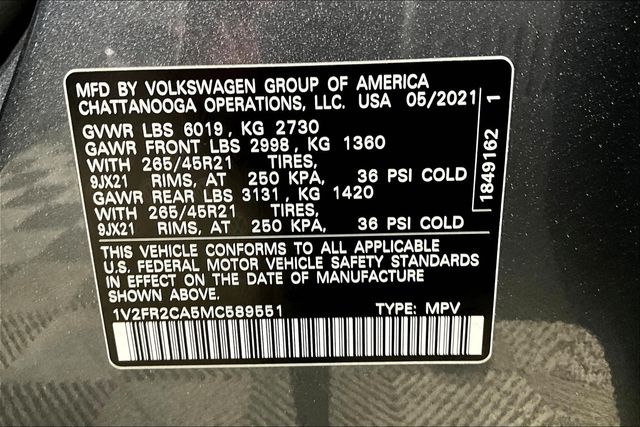 MFD BY VOLKSWAGEN GROUP OF AMERICA
CHATTANOOGA OPERATIONS, LLC. USA 05/2021
GVWR LBS 6019, KG 2730
GAWR FRONT LBS 2998, KG 1360
WITH 265/45R21 TIRES,
9JX21 RIMS, AT 250 KPA, 36 PSI COLD
GAWR REAR LBS 3131, KG 1420
WITH 265/45R21 TIRES,
9JX21 RIMS, AT 250 KPA, 36 PSI COLD
THIS VEHICLE CONFORMS TO ALL APPLICABLE
U.S. FEDERAL MOTOR VEHICLE SAFETY STANDARDS
IN EFFECT ON THE DATE OF MANUFACTURE
SHOWN ABOVE.
1V2FR2CA5MC589551 TYPE: MPV
1849162 1